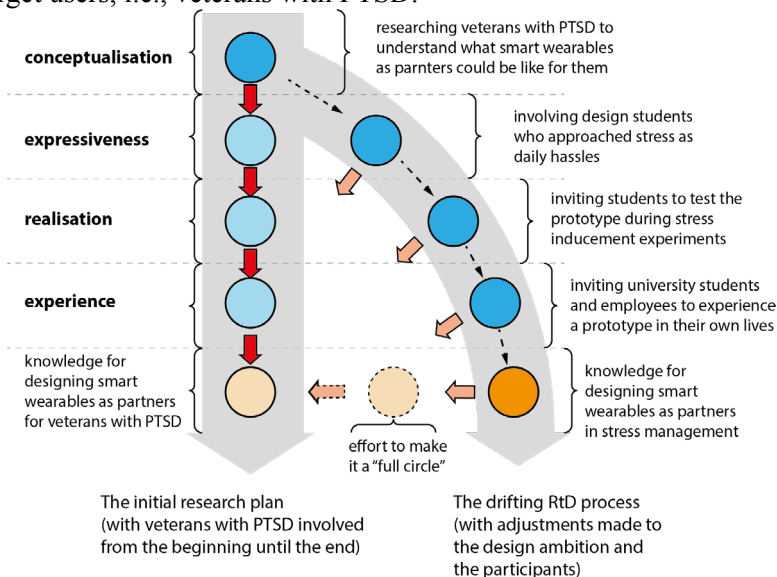 rget users, i.e., veterans with PTSD.
conceptualisation
researching veterans with PTSD to
understand what smart wearables
as parnters could be like for them
expressiveness
involving design students
who approached stress as
daily hassles
realisation
inviting students to test the
prototype during stress
inducement experiments
experience
inviting university students
and employees to experience
a prototype in their own lives
knowledge for
designing smart
wearables as partners
for veterans with PTSD
effort to make
it a “full circle”
knowledge for
designing smart
wearables as partners
in stress management
The initial research plan
(with veterans with PTSD involved
from the beginning until the end)
The drifting RtD process
(with adjustments made to
the design ambition and
the participants)